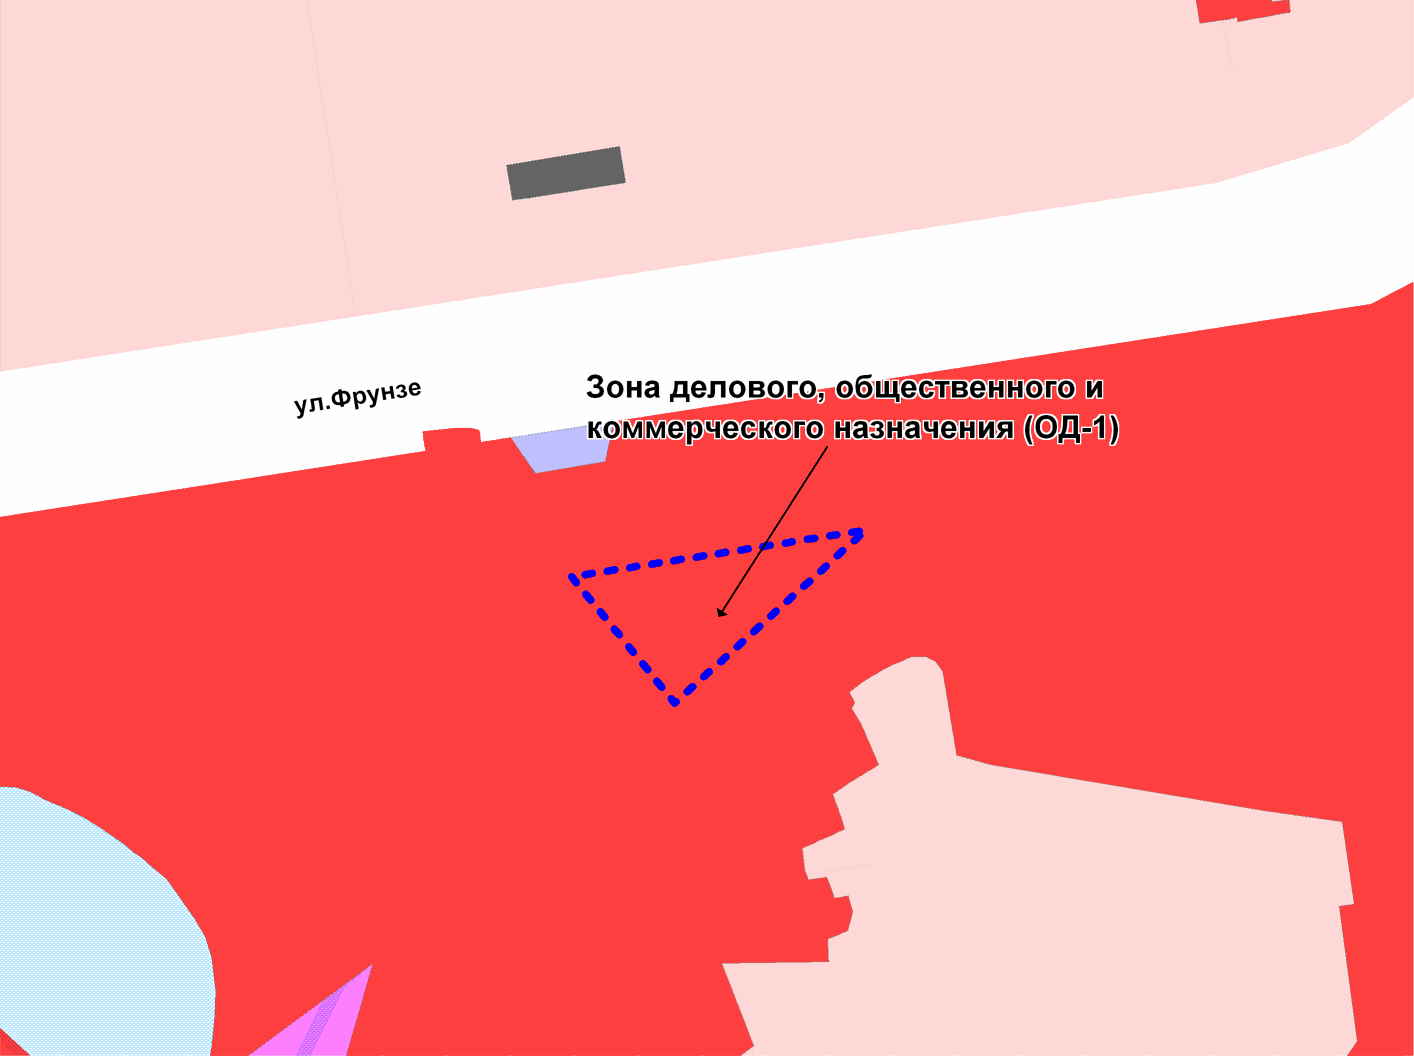 ул.Фрунзе
Зона делового, общественного и
коммерческого назначения (ОД-1)